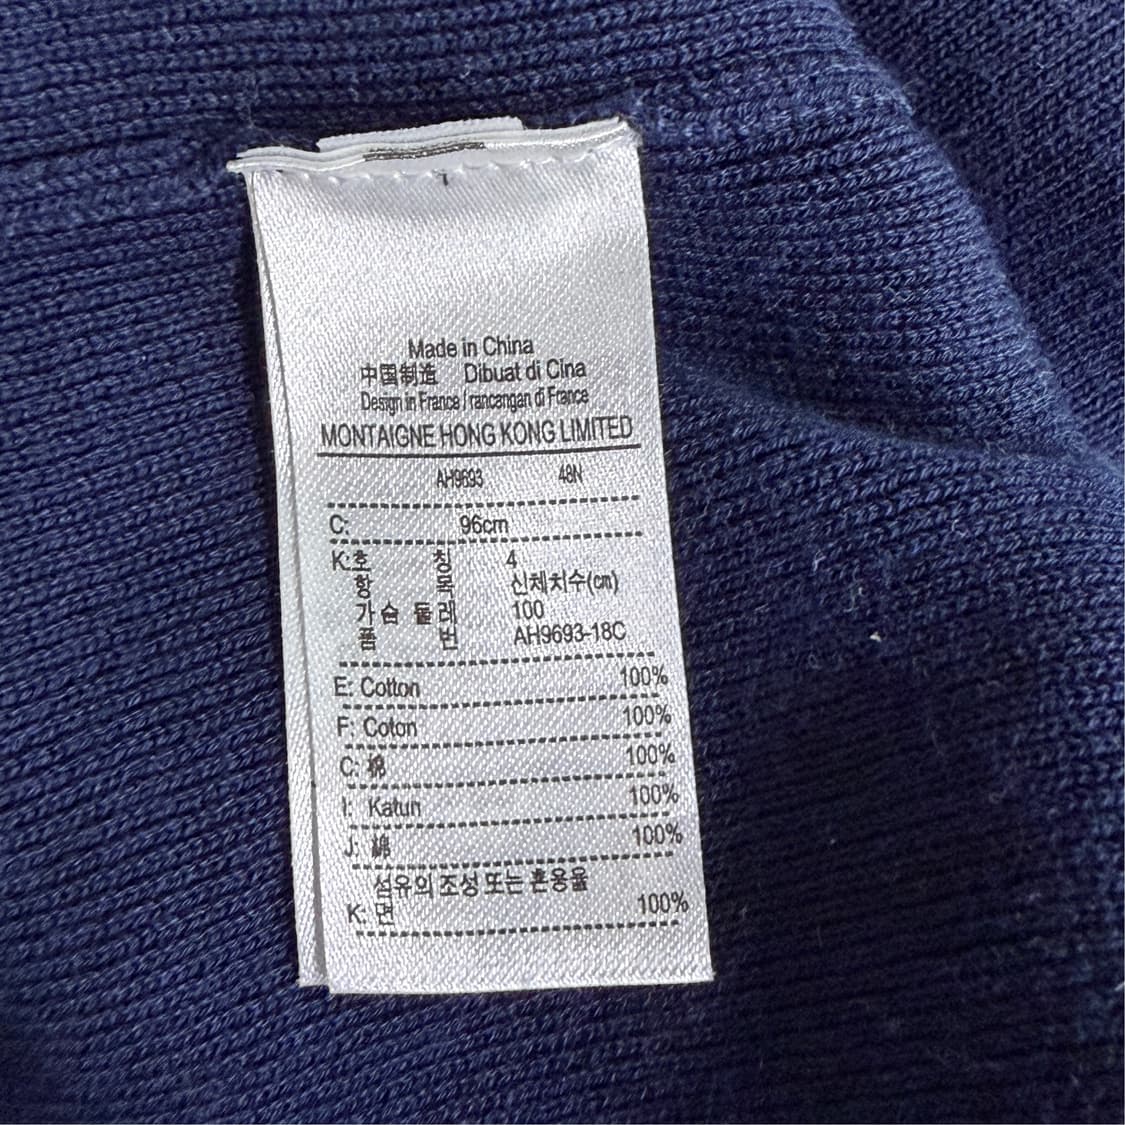 Made in China
中国制造 Dibuat di Cina
Design in France / rancangan di France
MONTAIGNE HONG KONG LIMITED
AH9693 48N
C: 96cm
K:호 칭 4
항 목 신체치수(cm)
가슴 둘레 100
품 번 AH9693-18C
E: Cotton 100%
F: Coton 100%
C: 棉 100%
I: Katun 100%
J: 綿 100%
섬유의 조성 또는 혼용율
K: 면 100%